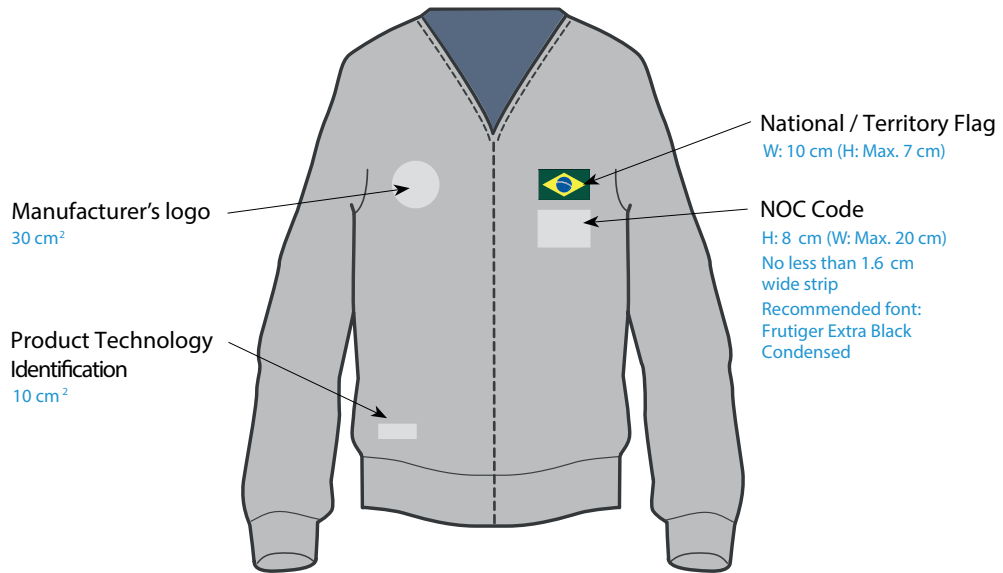 Manufacturer's logo
30 cm²
Product Technology
Identification
10 cm²
National / Territory Flag
W: 10 cm (H: Max. 7 cm)
NOC Code
H: 8 cm (W: Max. 20 cm)
No less than 1.6 cm
wide strip
Recommended font:
Frutiger Extra Black
Condensed